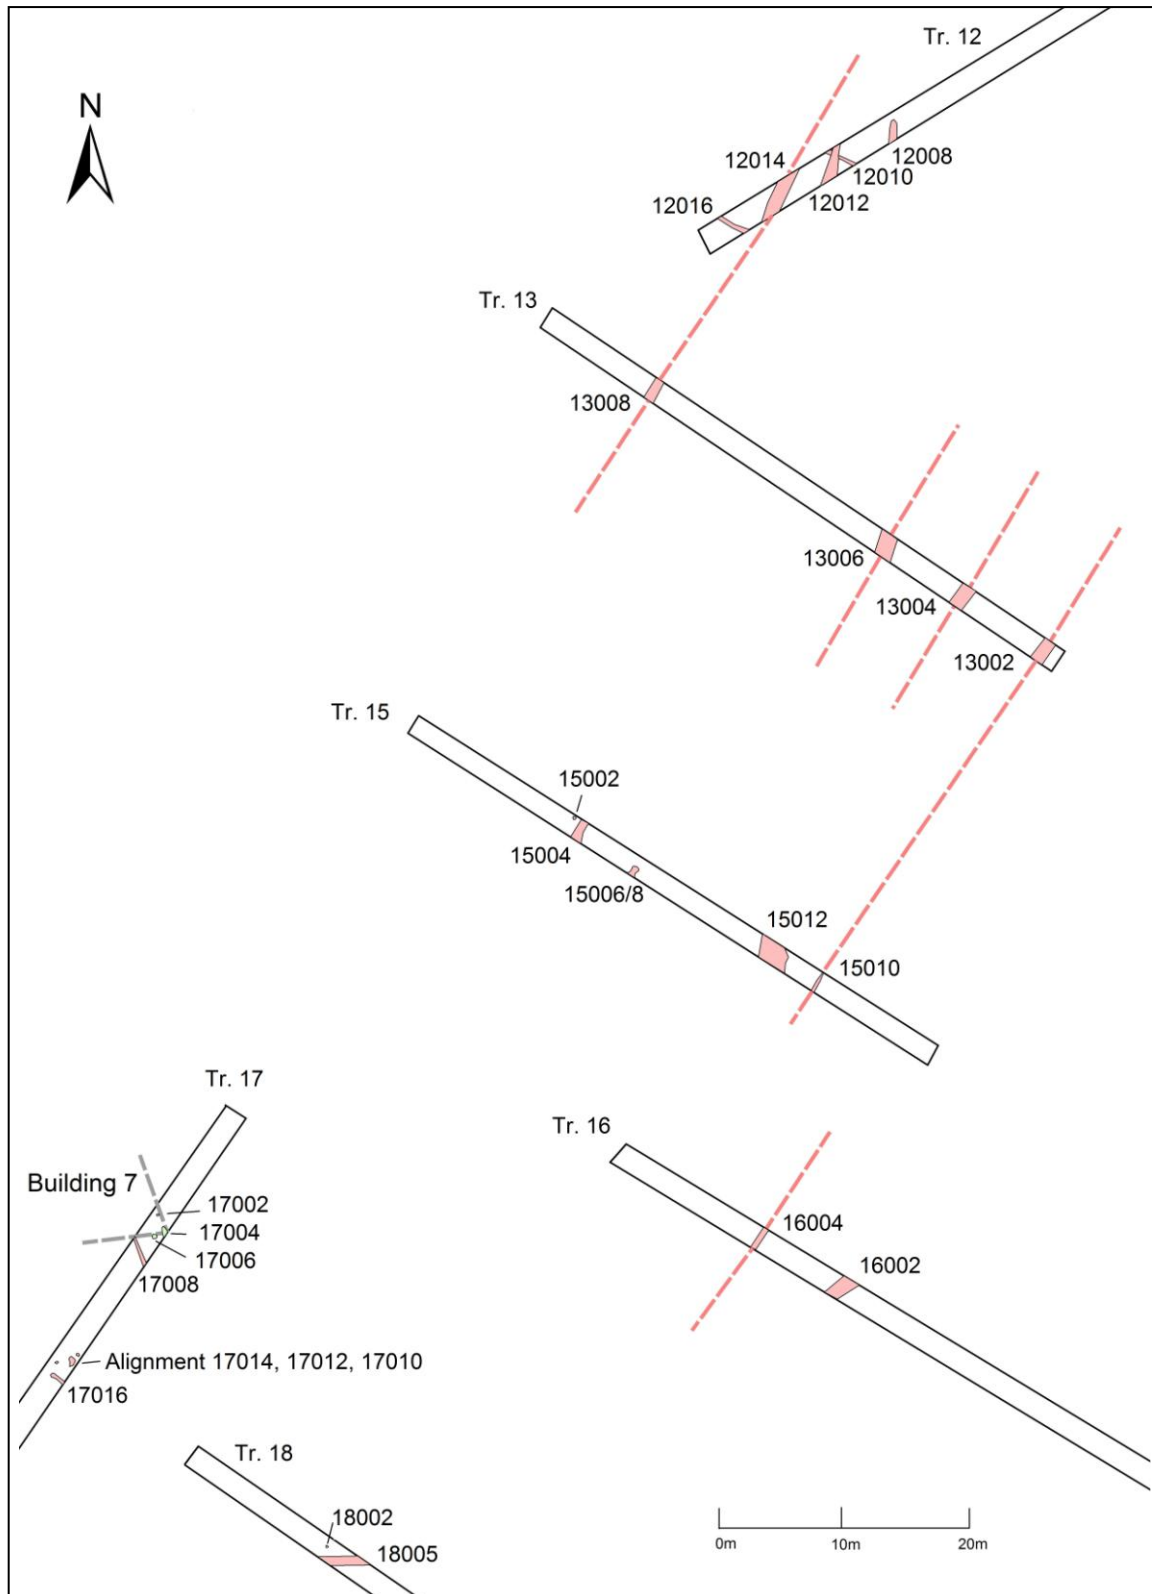 Tr. 12
N
12014
12008
12010
12016
12012
Tr. 13
13008
13006
13004
13002
Tr. 15
15002
15004
15006/8
15012
15010
Tr. 17
Tr. 16
Building 7
17002
17004
17006
17008
16004
16002
Alignment 17014, 17012, 17010
17016
Tr. 18
18002
18005
0m 10m 20m